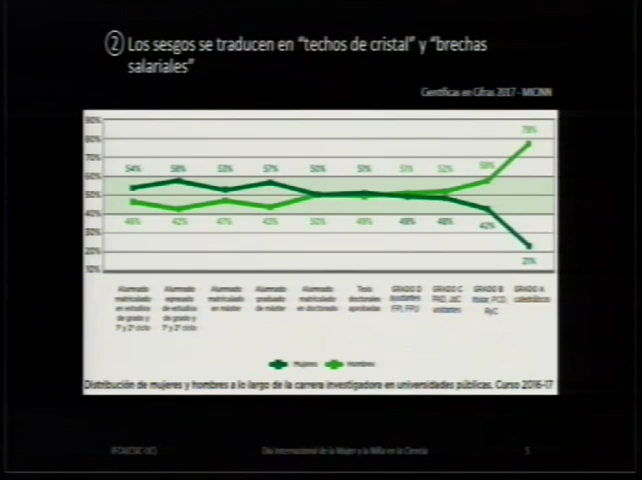 ② Los sesgos se traducen en "techos de cristal" y "brechas
salariales"
Científicas en Cifras 2017 - MICINN
90%
80%
70%
60%
50%
40%
30%
20%
10%
54% 58% 53% 57% 50% 51% 51% 52% 58% 78%
46% 42% 47% 43% 50% 49% 49% 48% 42% 21%
Alumnado
matriculado
en estudios
de grado y
1º y 2º ciclo
Alumnado
egresado
de estudios
de grado y
1º y 2º ciclo
Alumnado
matriculado
en máster
Alumnado
graduado
de máster
Alumnado
matriculado
en doctorado
Tesis
doctorales
aprobadas
GRADO D
Ayudantes
FPI, FPU
GRADO C
PAD, JdC
visitantes
GRADO B
titular, PCD,
RyC
GRADO A
catedráticos
Mujeres Hombres
Distribución de mujeres y hombres a lo largo de la carrera investigadora en universidades públicas. Curso 2016-17
Día Internacional de la Mujer y la Niña en la Ciencia
5